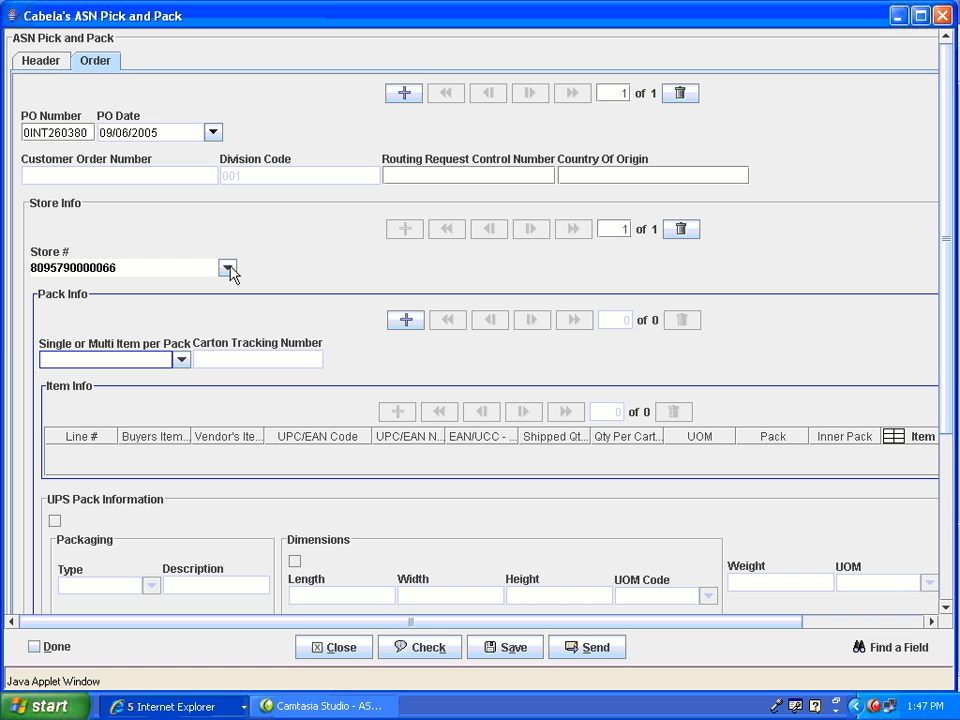 Cabela's ASN Pick and Pack
ASN Pick and Pack
Header Order
1 of 1
PO Number PO Date
0INT260380 09/06/2005
Customer Order Number Division Code Routing Request Control Number Country Of Origin
001
Store Info
1 of 1
Store #
8095790000066
Pack Info
0 of 0
Single or Multi Item per Pack Carton Tracking Number
Item Info
0 of 0
Line # Buyers Item... Vendor's Ite... UPC/EAN Code UPC/EAN N... EAN/UCC - ... Shipped Qt... Qty Per Cart... UOM Pack Inner Pack Item
UPS Pack Information
Packaging Dimensions
Type Description Length Width Height UOM Code Weight UOM
Done Close Check Save Send Find a Field
Java Applet Window
start 5 Internet Explorer Camtasia Studio - AS... 1:47 PM